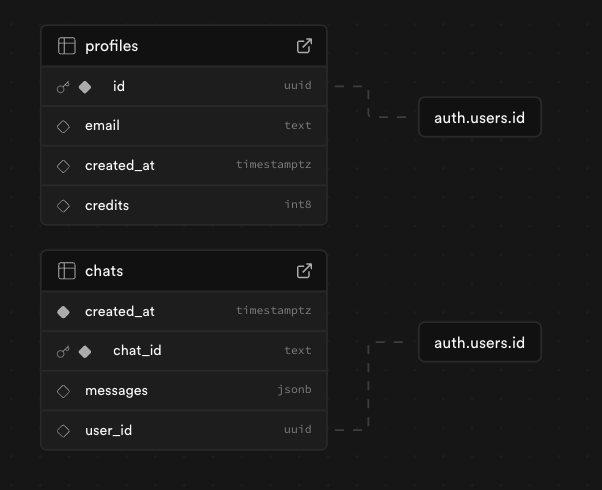 profiles
id uuid
auth.users.id
email text
created_at timestamptz
credits int8
chats
created_at timestamptz
auth.users.id
chat_id text
messages jsonb
user_id uuid